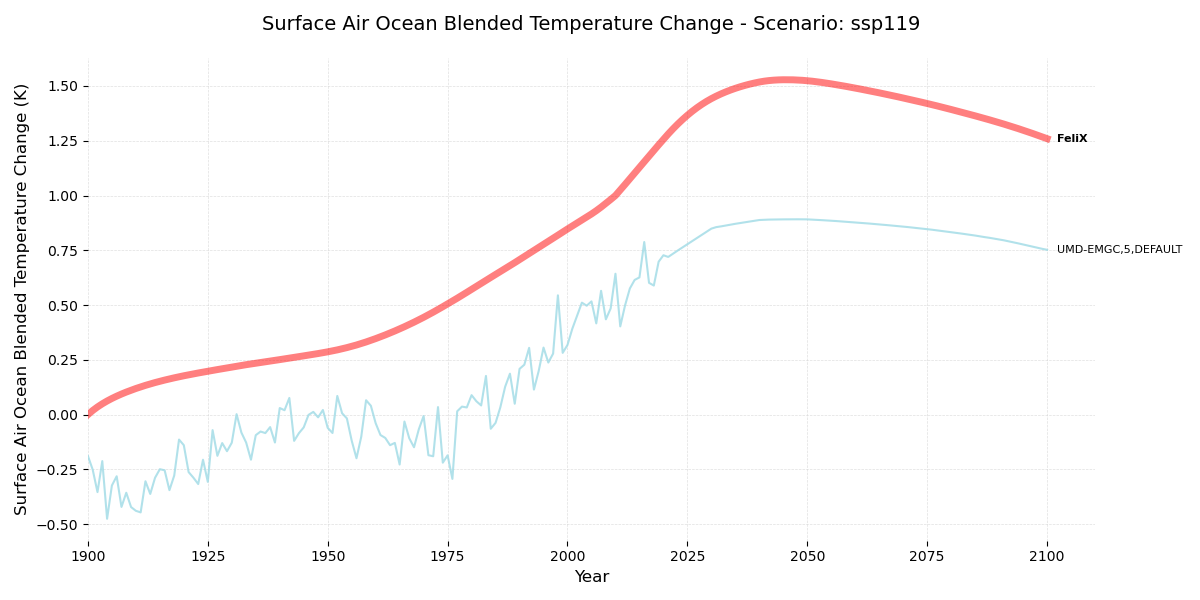 Surface Air Ocean Blended Temperature Change - Scenario: ssp119
Surface Air Ocean Blended Temperature Change (K)
1.50
1.25
1.00
0.75
0.50
0.25
0.00
−0.25
−0.50
FeliX
UMD-EMGC,5,DEFAULT
1900 1925 1950 1975 2000 2025 2050 2075 2100
Year